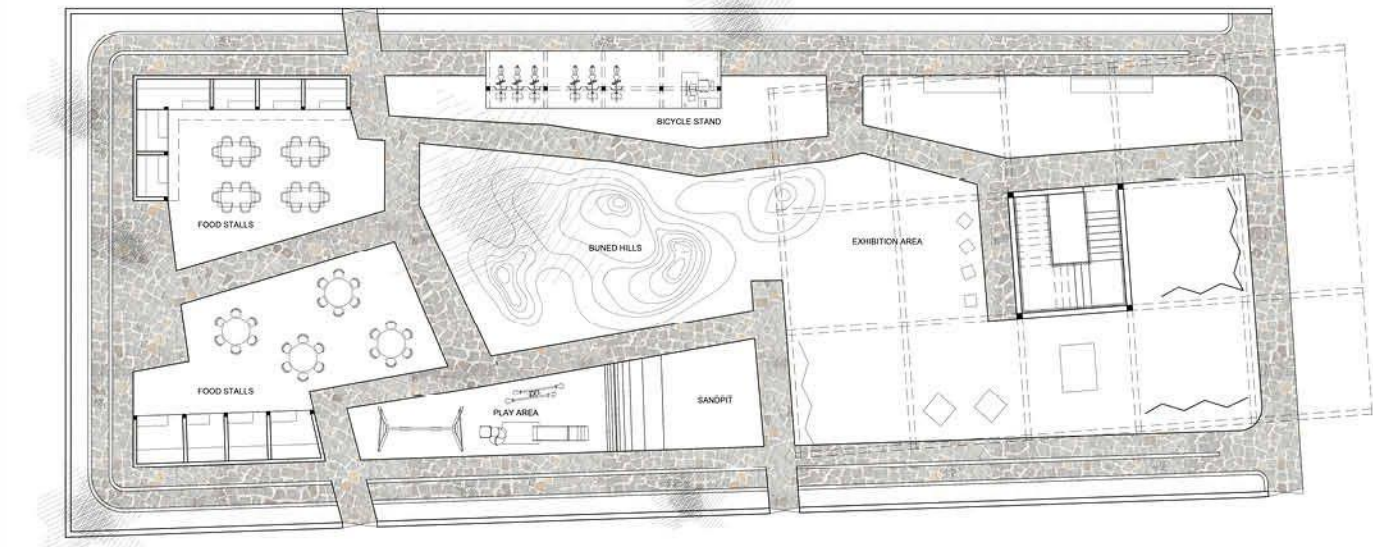 BICYCLE STAND
FOOD STALLS
BUNED HILLS
EXHIBITION AREA
FOOD STALLS
PLAY AREA
SANDPIT